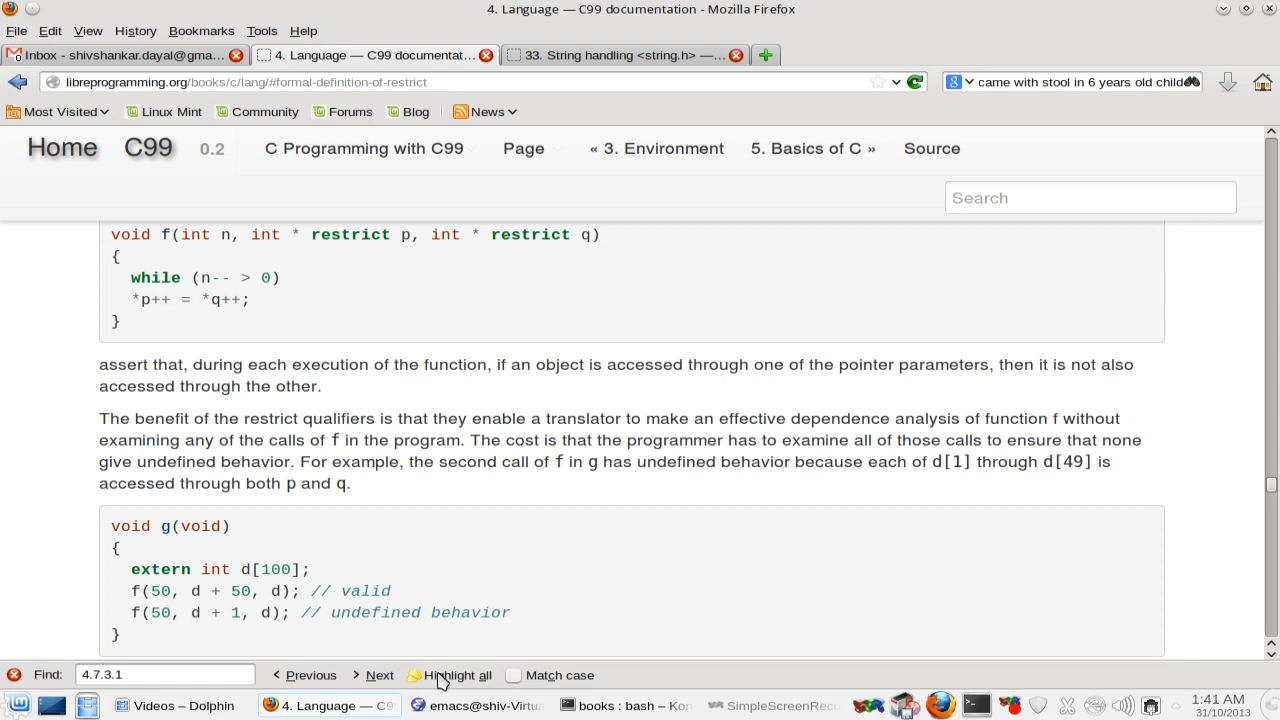 4. Language — C99 documentation - Mozilla Firefox
File Edit View History Bookmarks Tools Help
Inbox - shivshankar.dayal@gma... 4. Language — C99 documentat... 33. String handling <string.h> —...
libreprogramming.org/books/c/lang/#formal-definition-of-restrict came with stool in 6 years old child
Most Visited Linux Mint Community Forums Blog News
Home C99 0.2 C Programming with C99 Page « 3. Environment 5. Basics of C » Source
Search
void f(int n, int * restrict p, int * restrict q)
{
while (n-- > 0)
*p++ = *q++;
}
assert that, during each execution of the function, if an object is accessed through one of the pointer parameters, then it is not also
accessed through the other.
The benefit of the restrict qualifiers is that they enable a translator to make an effective dependence analysis of function f without
examining any of the calls of f in the program. The cost is that the programmer has to examine all of those calls to ensure that none
give undefined behavior. For example, the second call of f in g has undefined behavior because each of d[1] through d[49] is
accessed through both p and q.
void g(void)
{
extern int d[100];
f(50, d + 50, d); // valid
f(50, d + 1, d); // undefined behavior
}
Find: 4.7.3.1 < Previous > Next Highlight all Match case
Videos – Dolphin 4. Language — C9 emacs@shiv-Virtu books : bash – Kon SimpleScreenReco 1:41 AM
31/10/2013